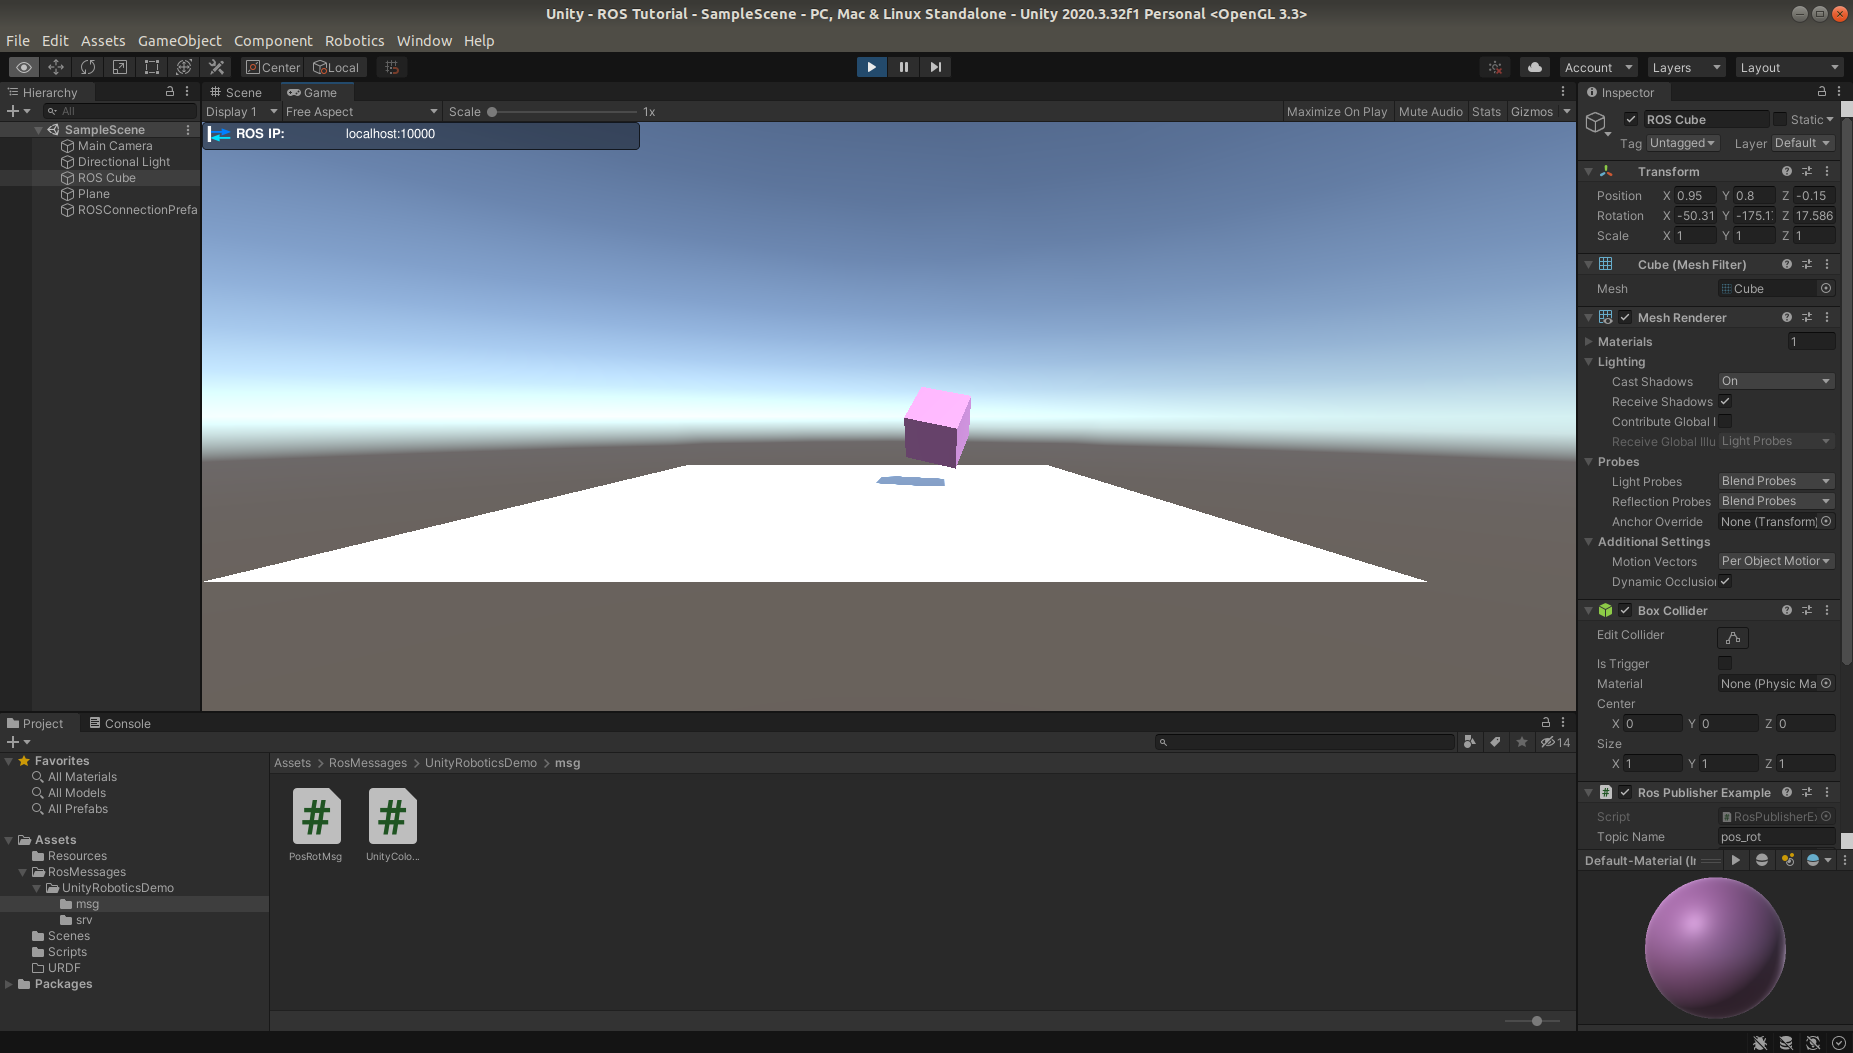 Unity - ROS Tutorial - SampleScene - PC, Mac & Linux Standalone - Unity 2020.3.32f1 Personal <OpenGL 3.3>
File Edit Assets GameObject Component Robotics Window Help
Center Local Account Layers Layout
Hierarchy
All
SampleScene
Main Camera
Directional Light
ROS Cube
Plane
ROSConnectionPrefa
Scene Game
Display 1 Free Aspect Scale 1x Maximize On Play Mute Audio Stats Gizmos
ROS IP: localhost:10000
Inspector
ROS Cube Static
Tag Untagged Layer Default
Transform
Position X 0.95 Y 0.8 Z -0.15
Rotation X -50.31 Y -175.1 Z 17.586
Scale X 1 Y 1 Z 1
Cube (Mesh Filter)
Mesh Cube
Mesh Renderer
Materials 1
Lighting
Cast Shadows On
Receive Shadows
Contribute Global I
Receive Global Illu Light Probes
Probes
Light Probes Blend Probes
Reflection Probes Blend Probes
Anchor Override None (Transform)
Additional Settings
Motion Vectors Per Object Motion
Dynamic Occlusion
Box Collider
Edit Collider
Is Trigger
Material None (Physic Ma
Center
X 0 Y 0 Z 0
Size
X 1 Y 1 Z 1
Ros Publisher Example
Script # RosPublisherE
Topic Name pos_rot
Default-Material (Ir
Project Console
14
Favorites
All Materials
All Models
All Prefabs
Assets
Resources
RosMessages
UnityRoboticsDemo
msg
srv
Scenes
Scripts
URDF
Packages
Assets > RosMessages > UnityRoboticsDemo > msg
# #
PosRotMsg UnityColo...